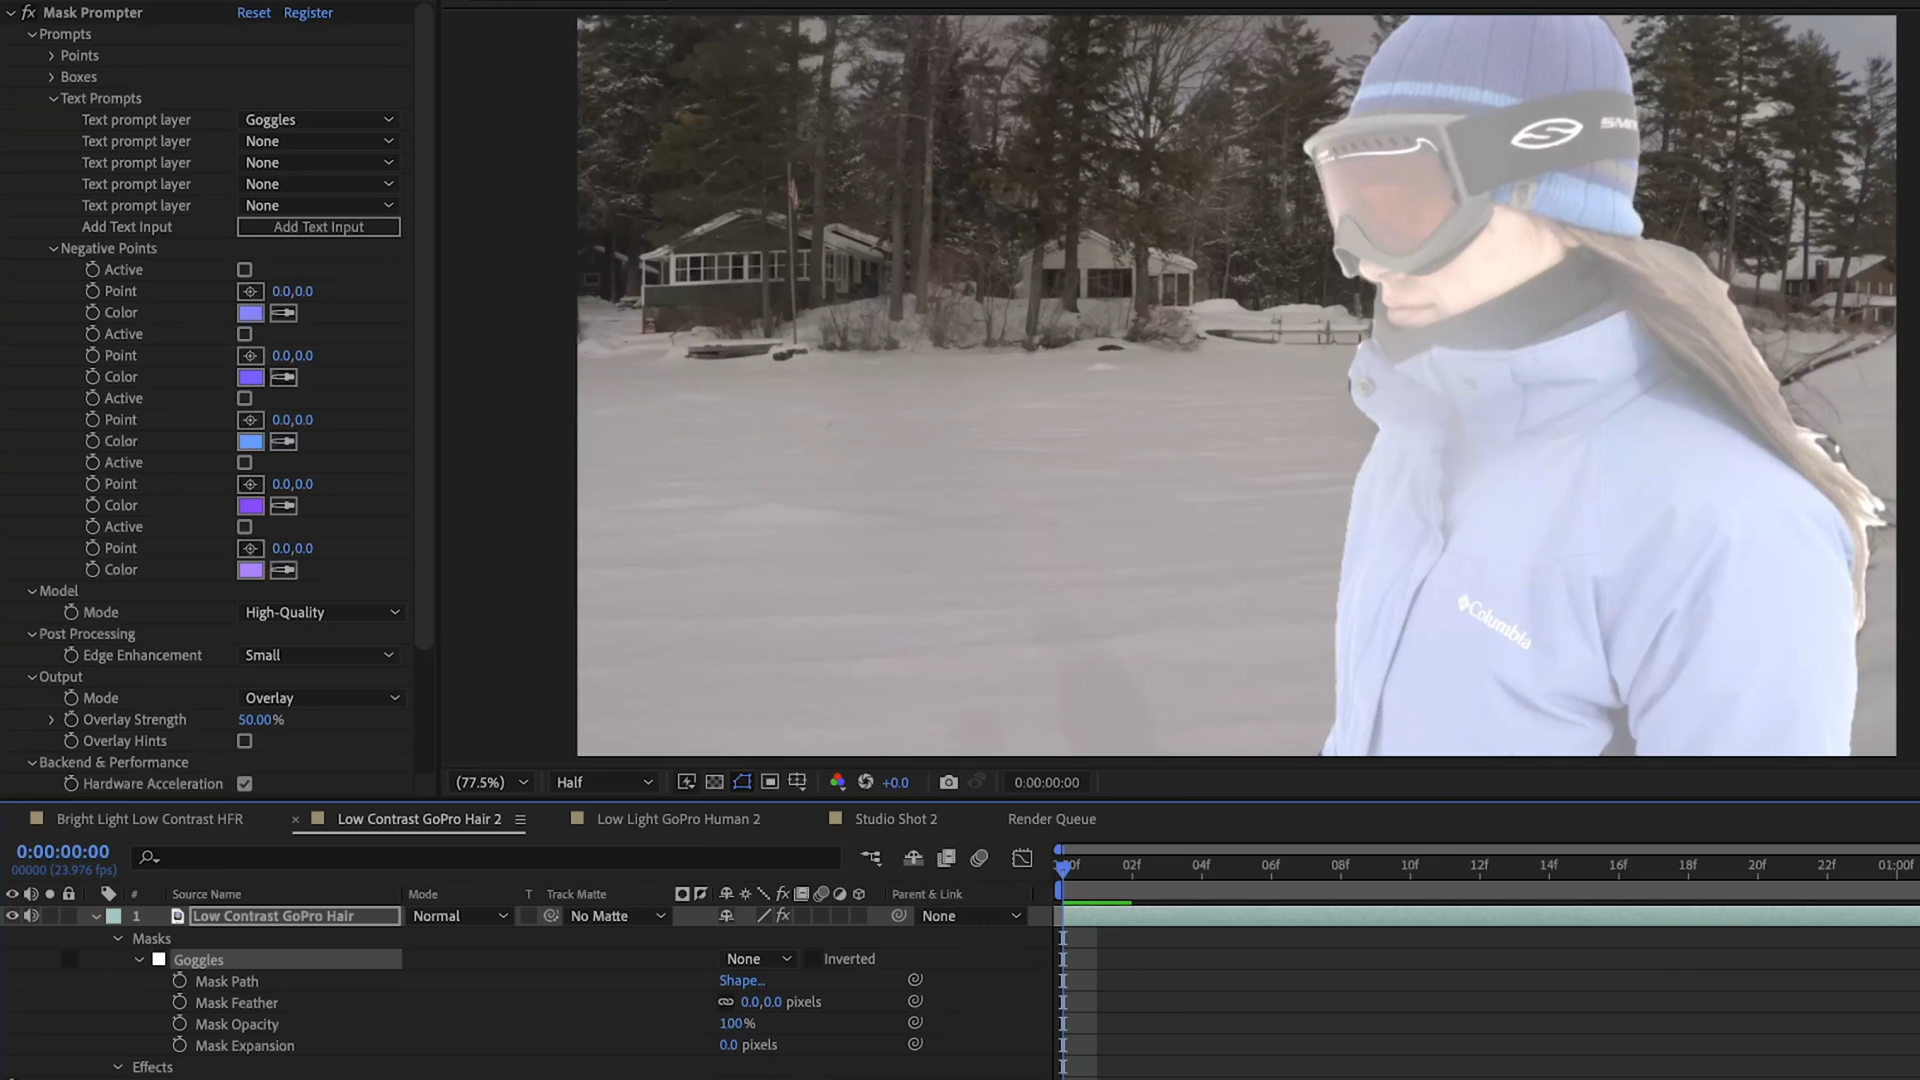 fx Mask Prompter Reset Register
Prompts
Points
Boxes
Text Prompts
Text prompt layer Goggles
Text prompt layer None
Text prompt layer None
Text prompt layer None
Text prompt layer None
Add Text Input Add Text Input
Negative Points
Active
Point 0.0,0.0
Color
Active
Point 0.0,0.0
Color
Active
Point 0.0,0.0
Color
Active
Point 0.0,0.0
Color
Active
Point 0.0,0.0
Color
Model
Mode High-Quality
Post Processing
Edge Enhancement Small
Output
Mode Overlay
Overlay Strength 50.00%
Overlay Hints
Backend & Performance
Hardware Acceleration
Columbia
(77.5%) Half +0.0 0:00:00:00
Bright Light Low Contrast HFR × Low Contrast GoPro Hair 2 Low Light GoPro Human 2 Studio Shot 2 Render Queue
0:00:00:00
00000 (23.976 fps)
02f 04f 06f 08f 10f 12f 14f 16f 18f 20f 22f 01:00f
# Source Name Mode T Track Matte fx Parent & Link
1 Low Contrast GoPro Hair Normal No Matte fx None
Masks
Goggles None Inverted
Mask Path Shape...
Mask Feather 0.0,0.0 pixels
Mask Opacity 100%
Mask Expansion 0.0 pixels
Effects